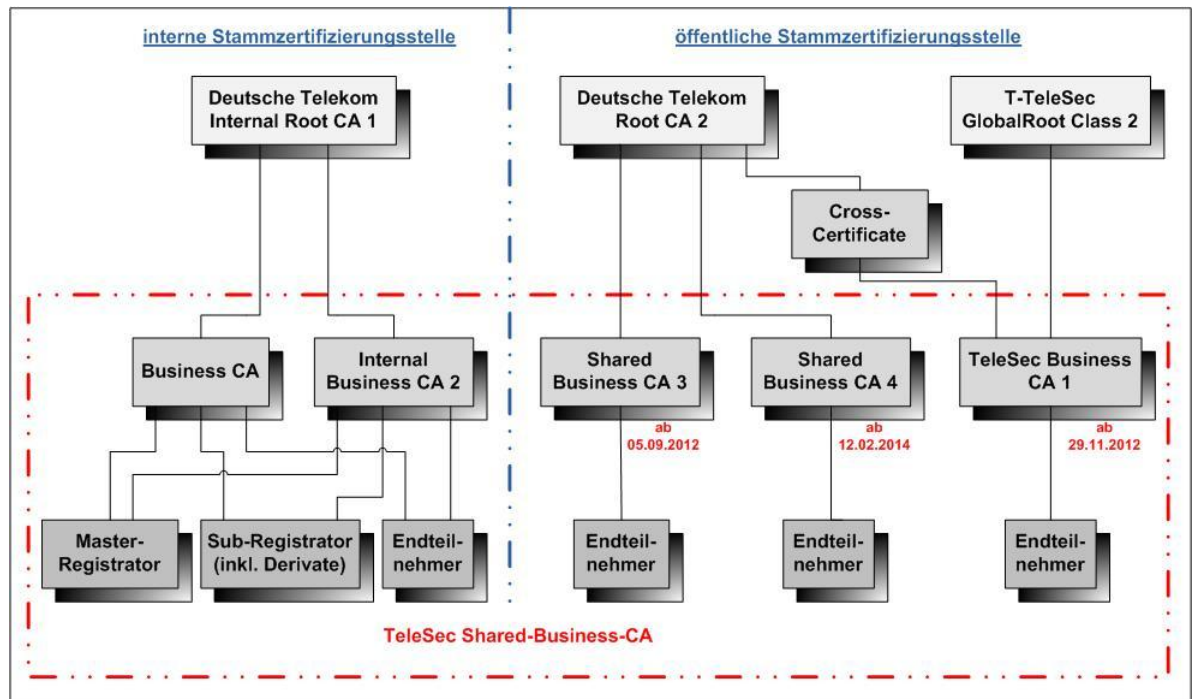 interne Stammzertifizierungsstelle
öffentliche Stammzertifizierungsstelle
Deutsche Telekom
Internal Root CA 1
Deutsche Telekom
Root CA 2
T-TeleSec
GlobalRoot Class 2
Cross-
Certificate
Business CA
Internal
Business CA 2
Shared
Business CA 3
Shared
Business CA 4
TeleSec Business
CA 1
ab
05.09.2012
ab
12.02.2014
ab
29.11.2012
Master-
Registrator
Sub-Registrator
(inkl. Derivate)
Endteil-
nehmer
Endteil-
nehmer
Endteil-
nehmer
Endteil-
nehmer
TeleSec Shared-Business-CA